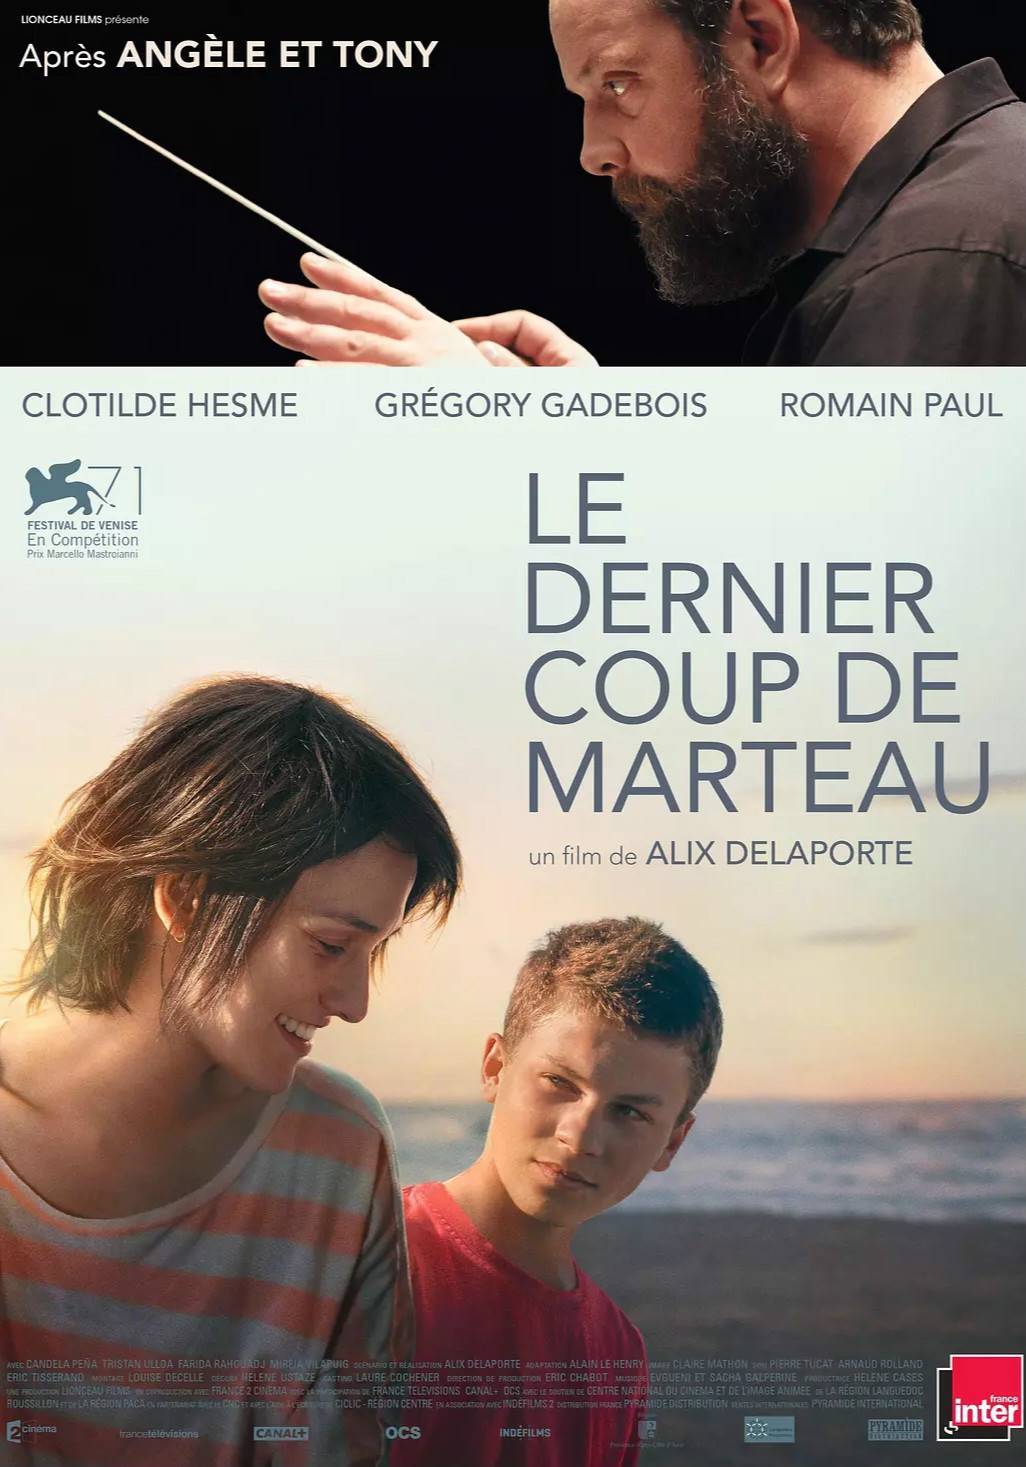 LIONCEAU FILMS présente
Après ANGÈLE ET TONY
CLOTILDE HESME GRÉGORY GADEBOIS ROMAIN PAUL
71
FESTIVAL DE VENISE
En Compétition
Prix Marcello Mastroianni
LE
DERNIER
COUP DE
MARTEAU
un film de ALIX DELAPORTE
AVEC CANDELA PEÑA TRISTAN ULLOA FARIDA RAHOUADJ MIREIA VILAPUIG SCÉNARIO ET RÉALISATION ALIX DELAPORTE ADAPTATION ALAIN LE HENRY IMAGE CLAIRE MATHON SON PIERRE TUCAT ARNAUD ROLLAND
ERIC TISSERAND MONTAGE LOUISE DECELLE DÉCORS HÉLÈNE USTAZE CASTING LAURE COCHENER DIRECTION DE PRODUCTION ERIC CHABOT MUSIQUE EVGUENI ET SACHA GALPERINE PRODUCTRICE HÉLÈNE CASES
UNE PRODUCTION LIONCEAU FILMS EN COPRODUCTION AVEC FRANCE 2 CINÉMA AVEC LA PARTICIPATION DE FRANCE TÉLÉVISIONS CANAL+ OCS AVEC LE SOUTIEN DE CENTRE NATIONAL DU CINÉMA ET DE L'IMAGE ANIMÉE DE LA RÉGION LANGUEDOC
ROUSSILLON ET DE LA RÉGION PACA EN PARTENARIAT AVEC LE CNC ET AVEC L'AIDE À L'ÉCRITURE DE CICLIC - RÉGION CENTRE EN ASSOCIATION AVEC INDÉFILMS 2 DISTRIBUTION FRANCE PYRAMIDE DISTRIBUTION VENTES INTERNATIONALES PYRAMIDE INTERNATIONAL
2 cinéma francetélévisions CANAL+ OCS INDÉFILMS PYRAMIDE DISTRIBUTION
france
inter